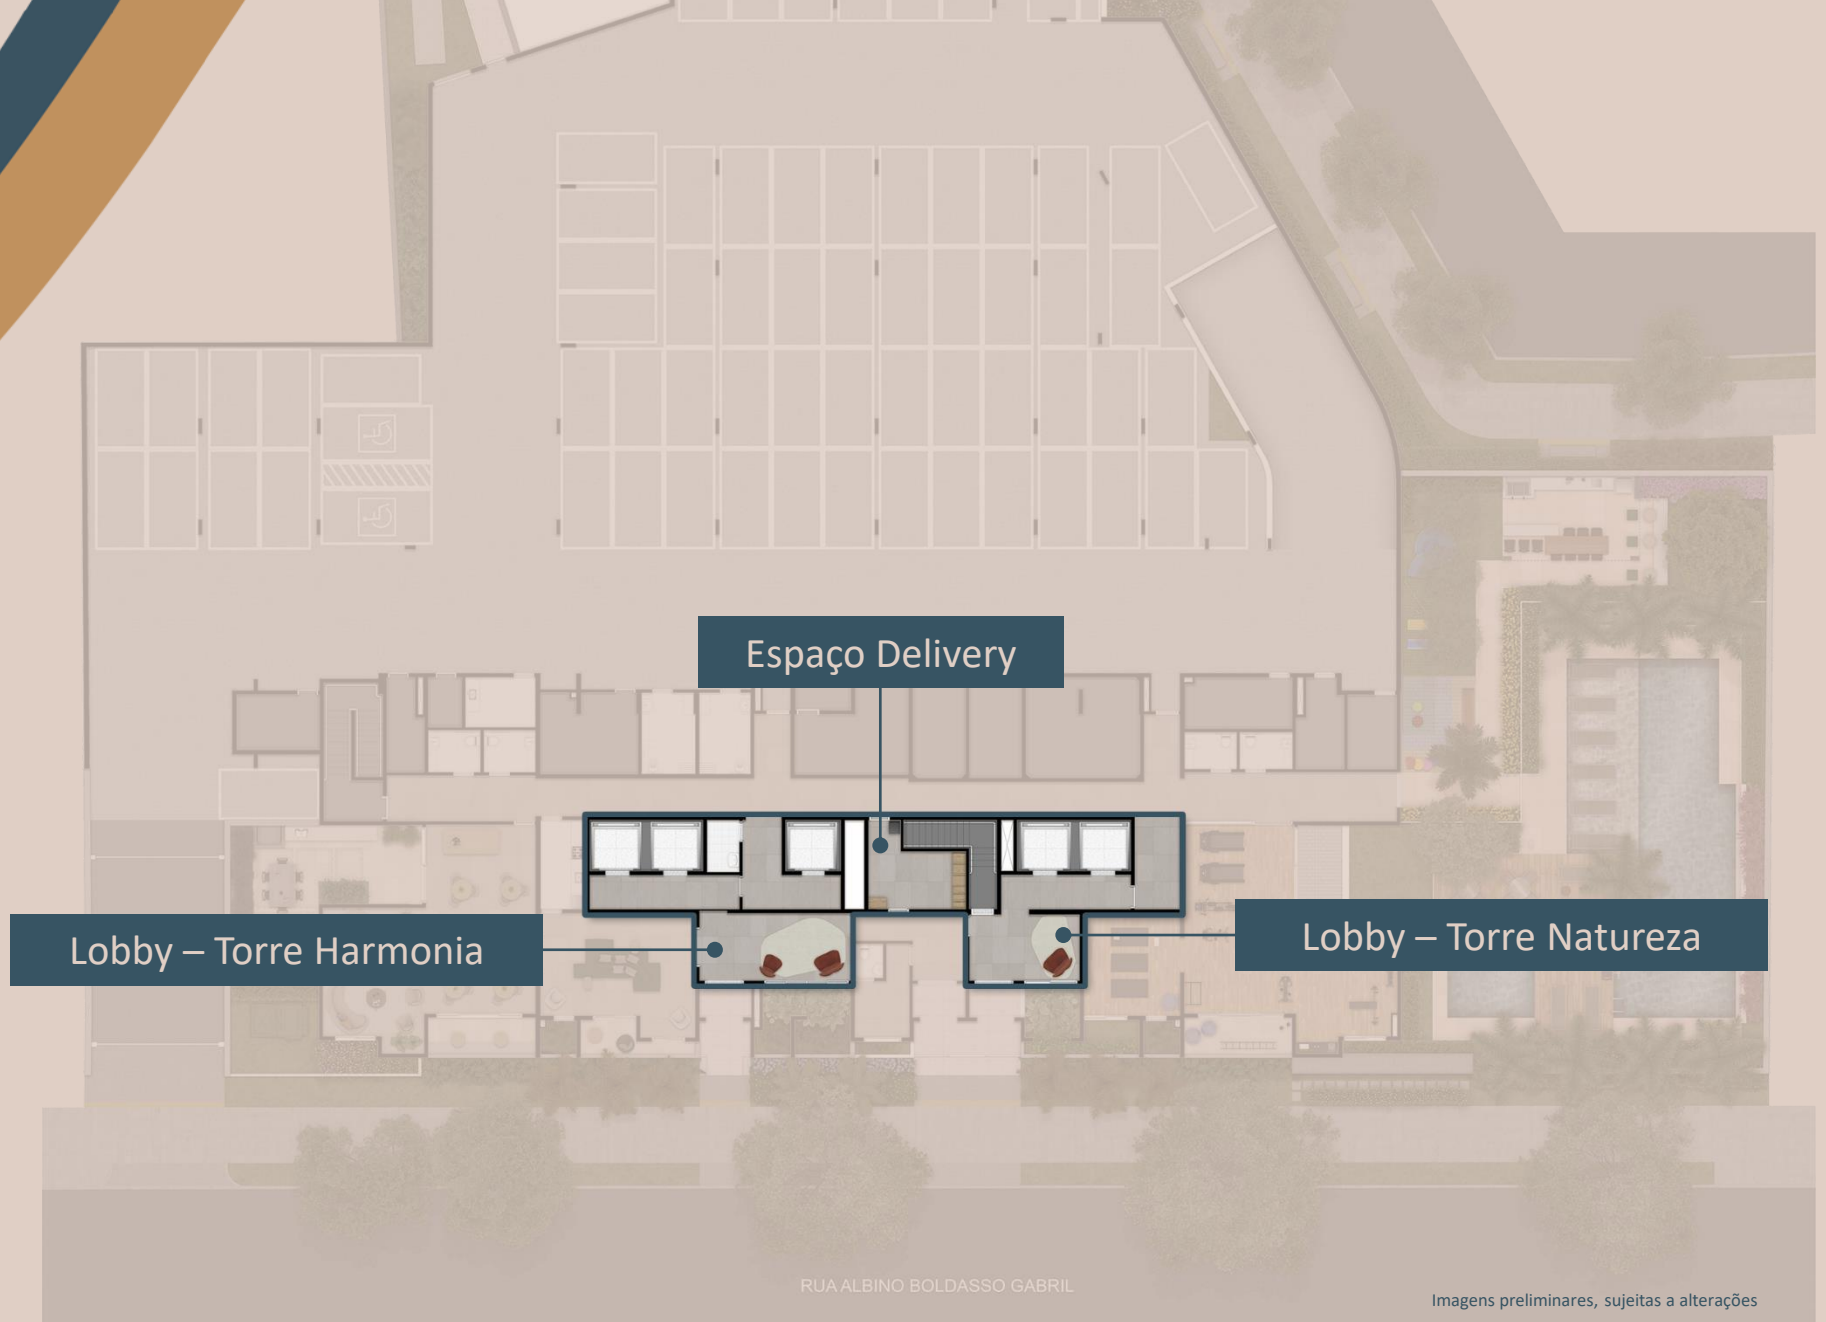 Espaço Delivery
Lobby – Torre Harmonia
Lobby – Torre Natureza
RUA ALBINO BOLDASSO GABRIL
Imagens preliminares, sujeitas a alterações